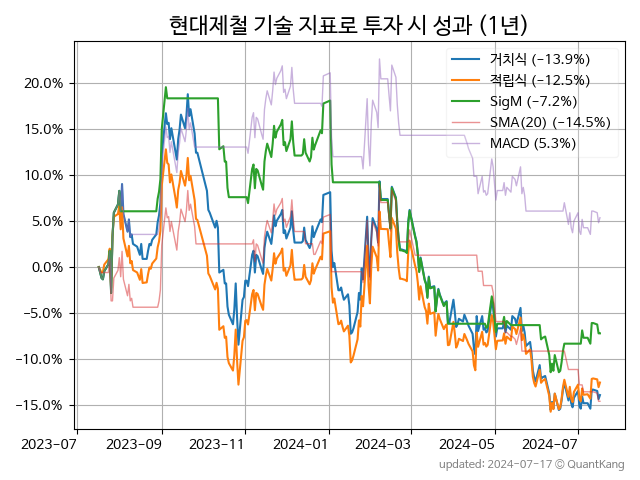 현대제철 기술 지표로 투자 시 성과 (1년)
거치식 (−13.9%)
적립식 (−12.5%)
SigM (−7.2%)
SMA(20) (−14.5%)
MACD (5.3%)
20.0%
15.0%
10.0%
5.0%
0.0%
−5.0%
−10.0%
−15.0%
2023-07 2023-09 2023-11 2024-01 2024-03 2024-05 2024-07
updated: 2024-07-17 © QuantKang